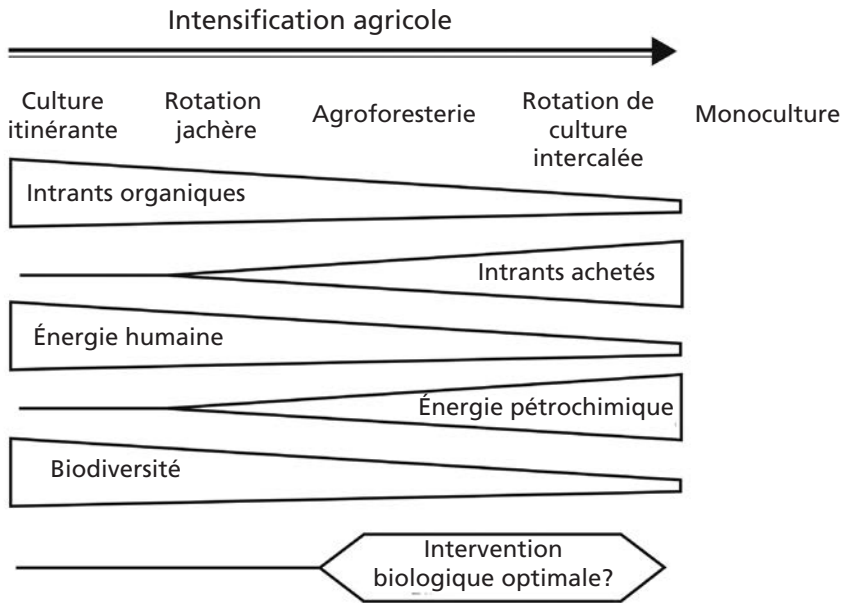 Intensification agricole
Culture
itinérante
Rotation
jachère
Agroforesterie
Rotation de
culture
intercalée
Monoculture
Intrants organiques
Intrants achetés
Énergie humaine
Énergie pétrochimique
Biodiversité
Intervention
biologique optimale?